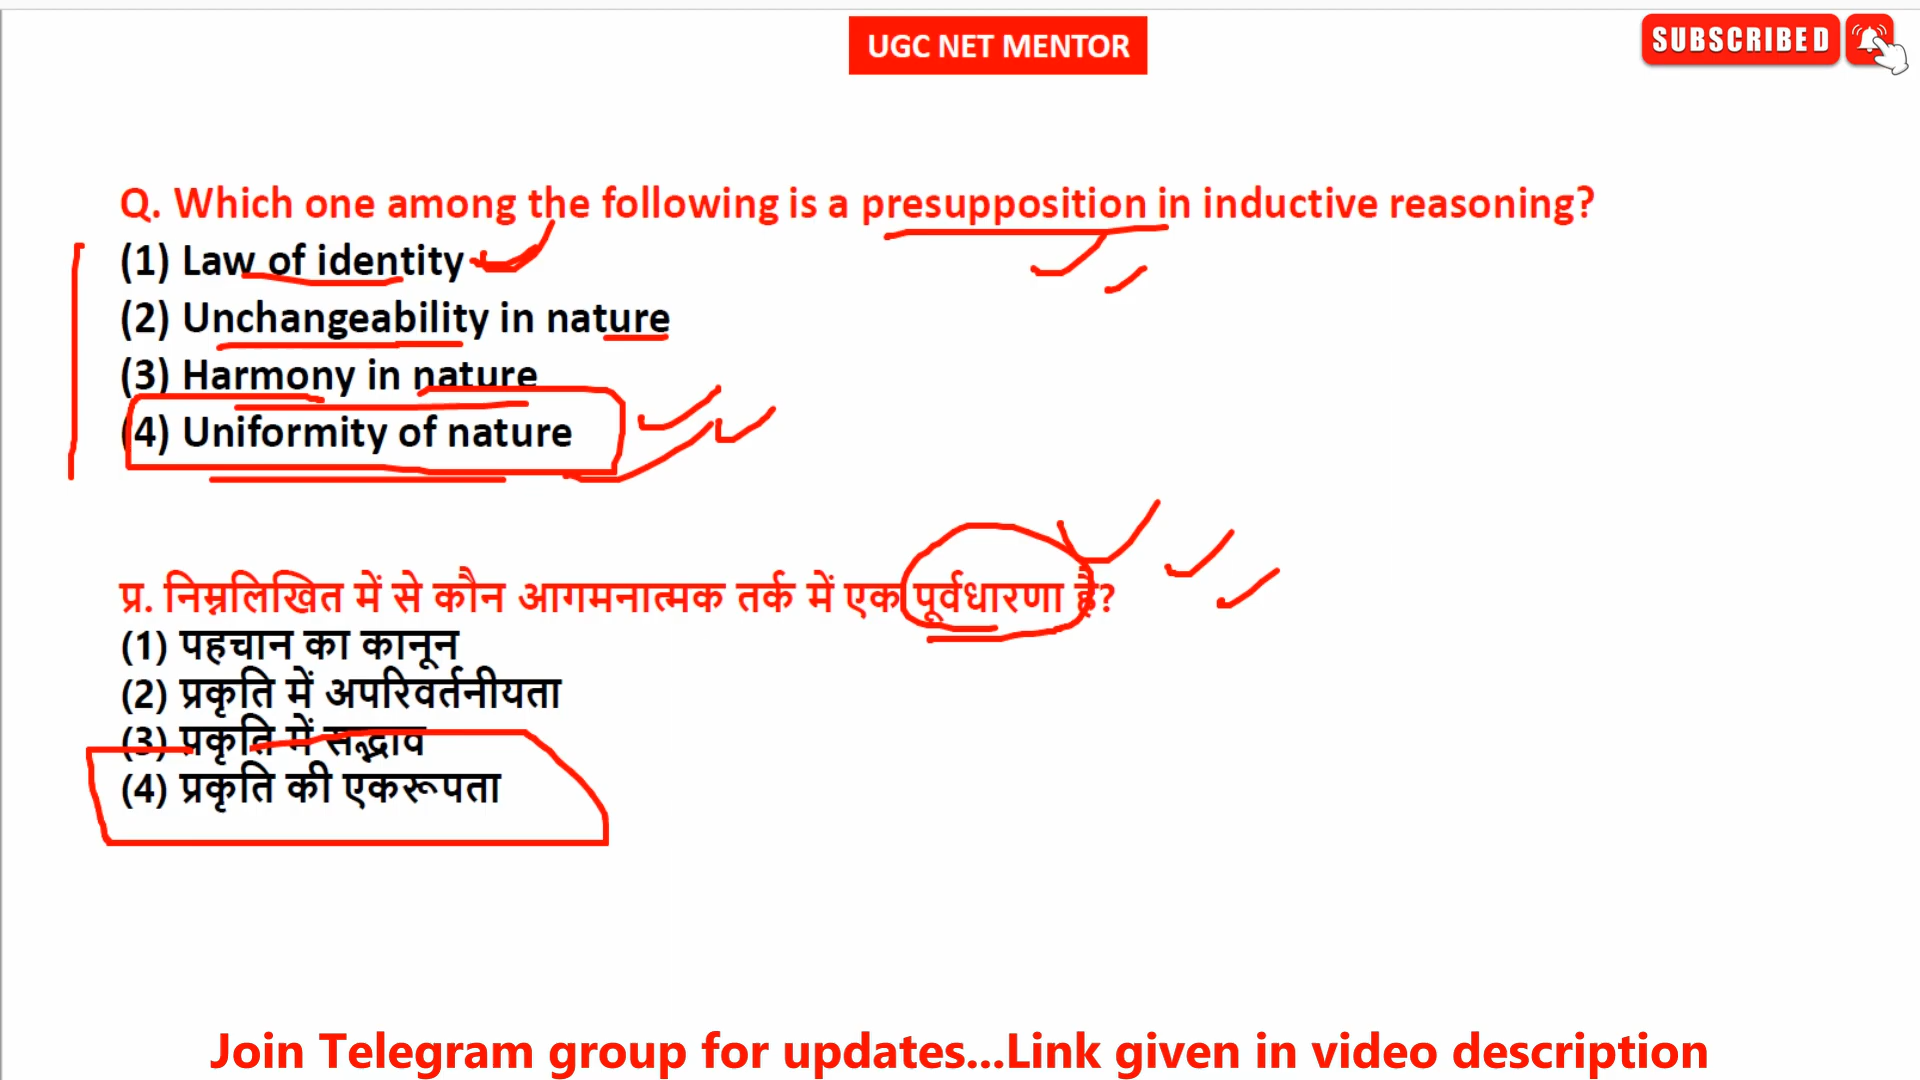 UGC NET MENTOR
SUBSCRIBED
Q. Which one among the following is a presupposition in inductive reasoning?
(1) Law of identity
(2) Unchangeability in nature
(3) Harmony in nature
(4) Uniformity of nature
प्र. निम्नलिखित में से कौन आगमनात्मक तर्क में एक पूर्वधारणा है?
(1) पहचान का कानून
(2) प्रकृति में अपरिवर्तनीयता
(3) प्रकृति में सद्भाव
(4) प्रकृति की एकरूपता
Join Telegram group for updates...Link given in video description